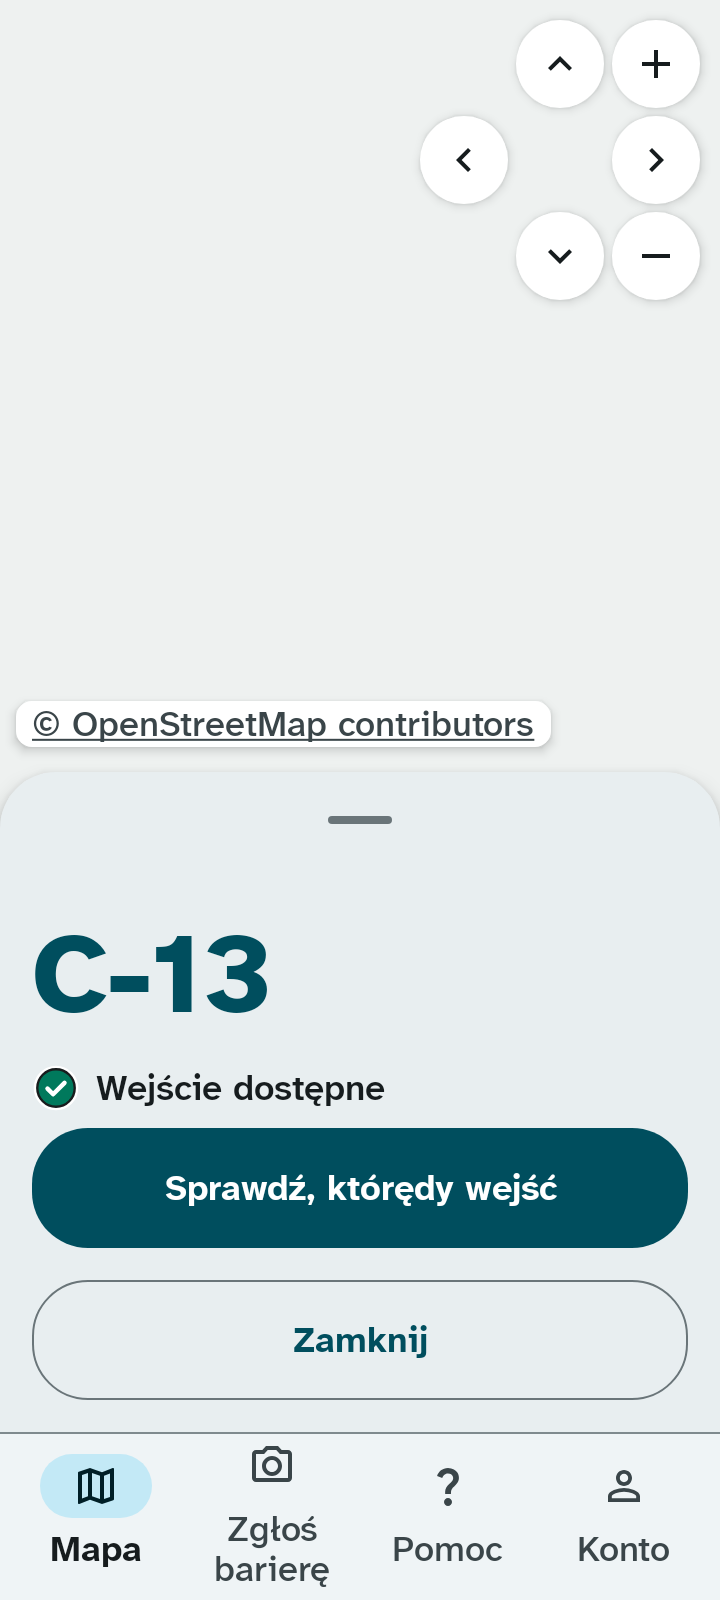 © OpenStreetMap contributors
C-13
Wejście dostępne
Sprawdź, którędy wejść
Zamknij
Mapa
Zgłoś
barierę
Pomoc
Konto